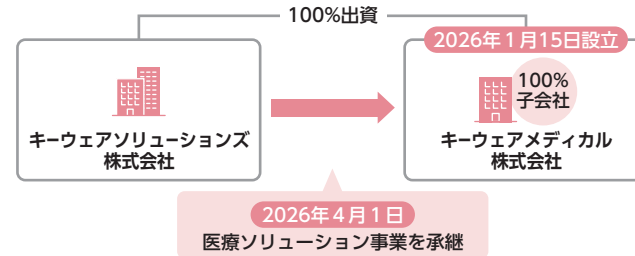 100%出資
キーウェアソリューションズ
株式会社
2026年1月15日設立
100%
子会社
キーウェアメディカル
株式会社
2026年4月1日
医療ソリューション事業を承継